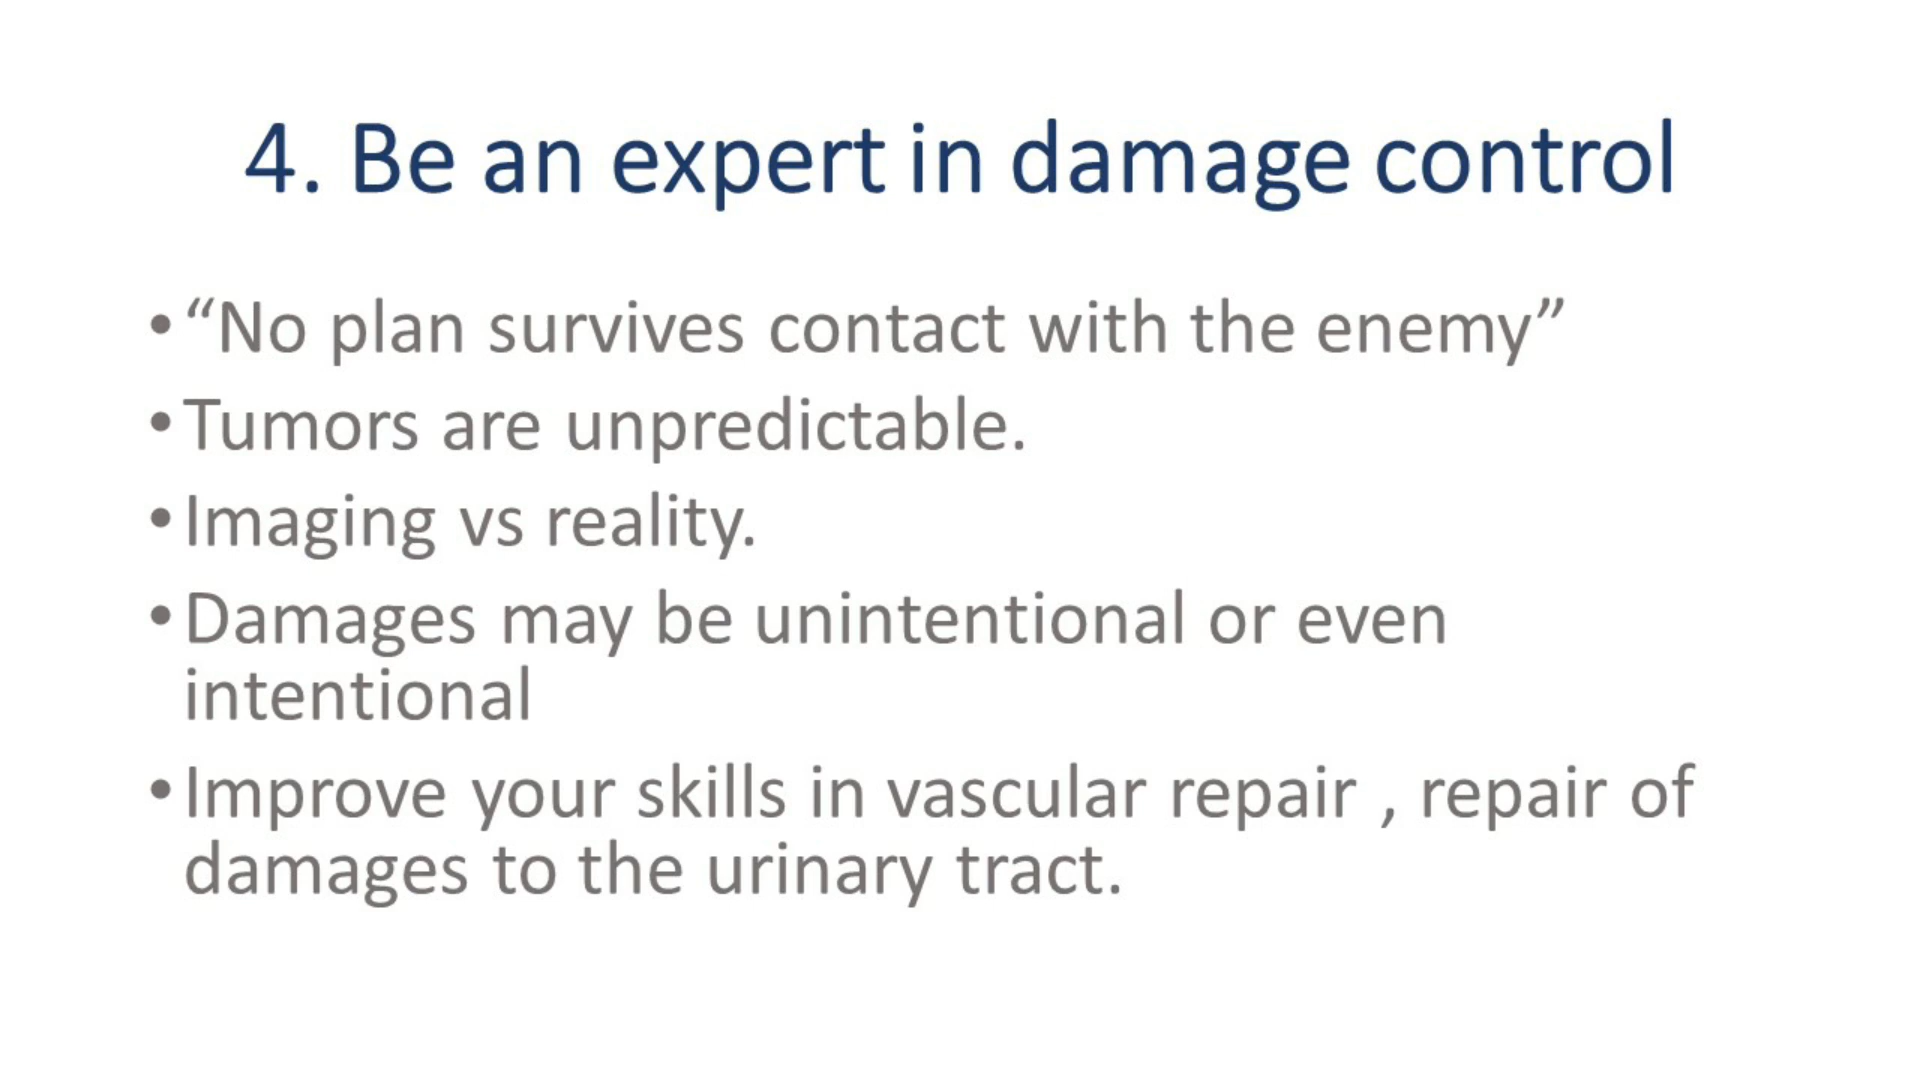 4. Be an expert in damage control
• “No plan survives contact with the enemy”
• Tumors are unpredictable.
• Imaging vs reality.
• Damages may be unintentional or even
intentional
• Improve your skills in vascular repair , repair of
damages to the urinary tract.